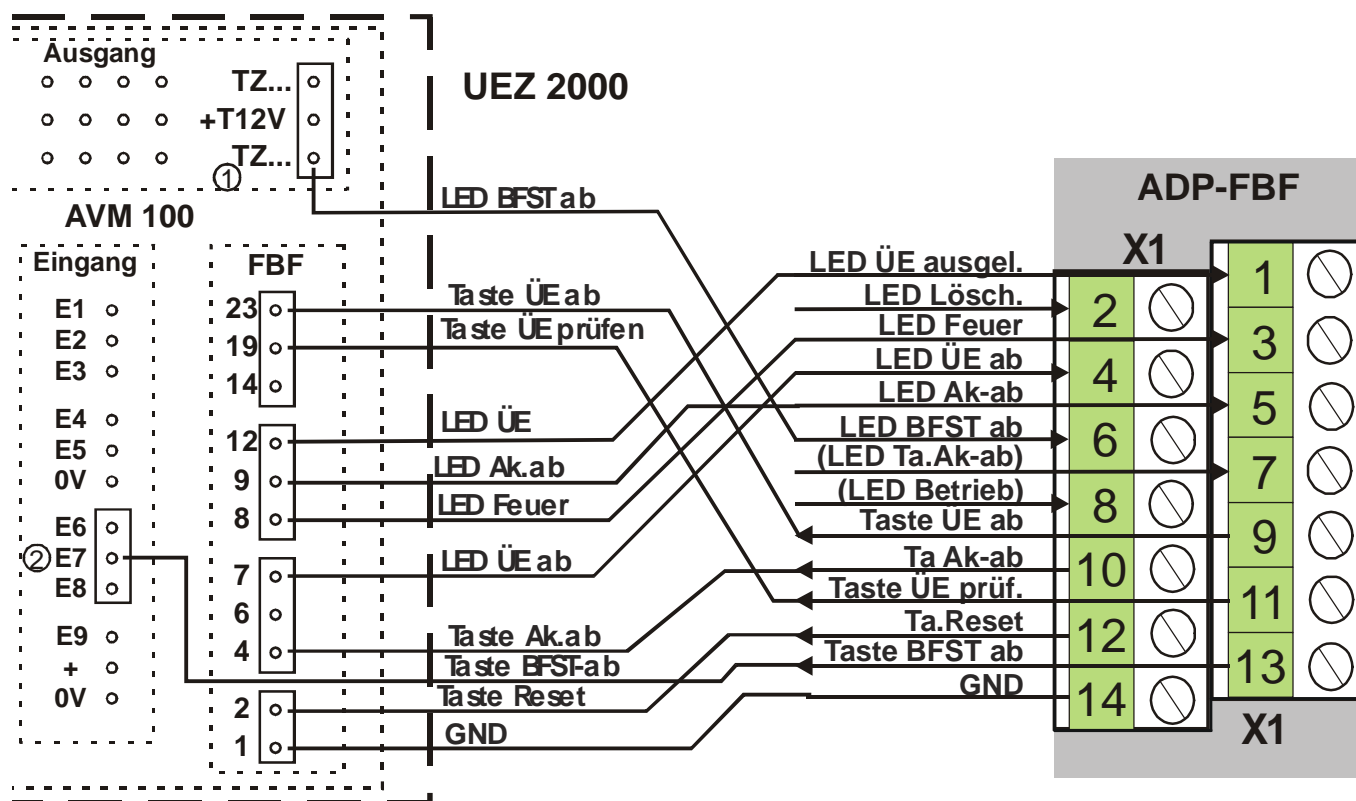 Ausgang
TZ...
+T12V
TZ...
①
AVM 100
UEZ 2000
Eingang
E1
E2
E3
E4
E5
0V
E6
② E7
E8
E9
+
0V
FBF
23
19
14
12
9
8
7
6
4
2
1
LED BFST ab
Taste ÜE ab
Taste ÜE prüfen
LED ÜE
LED Ak.ab
LED Feuer
LED ÜE ab
Taste Ak.ab
Taste BFST-ab
Taste Reset
GND
LED ÜE ausgel.
LED Lösch.
LED Feuer
LED ÜE ab
LED Ak-ab
LED BFST ab
(LED Ta.Ak-ab)
(LED Betrieb)
Taste ÜE ab
Ta Ak-ab
Taste ÜE prüf.
Ta.Reset
Taste BFST ab
GND
ADP-FBF
X1
2
4
6
8
10
12
14
1
3
5
7
9
11
13
X1